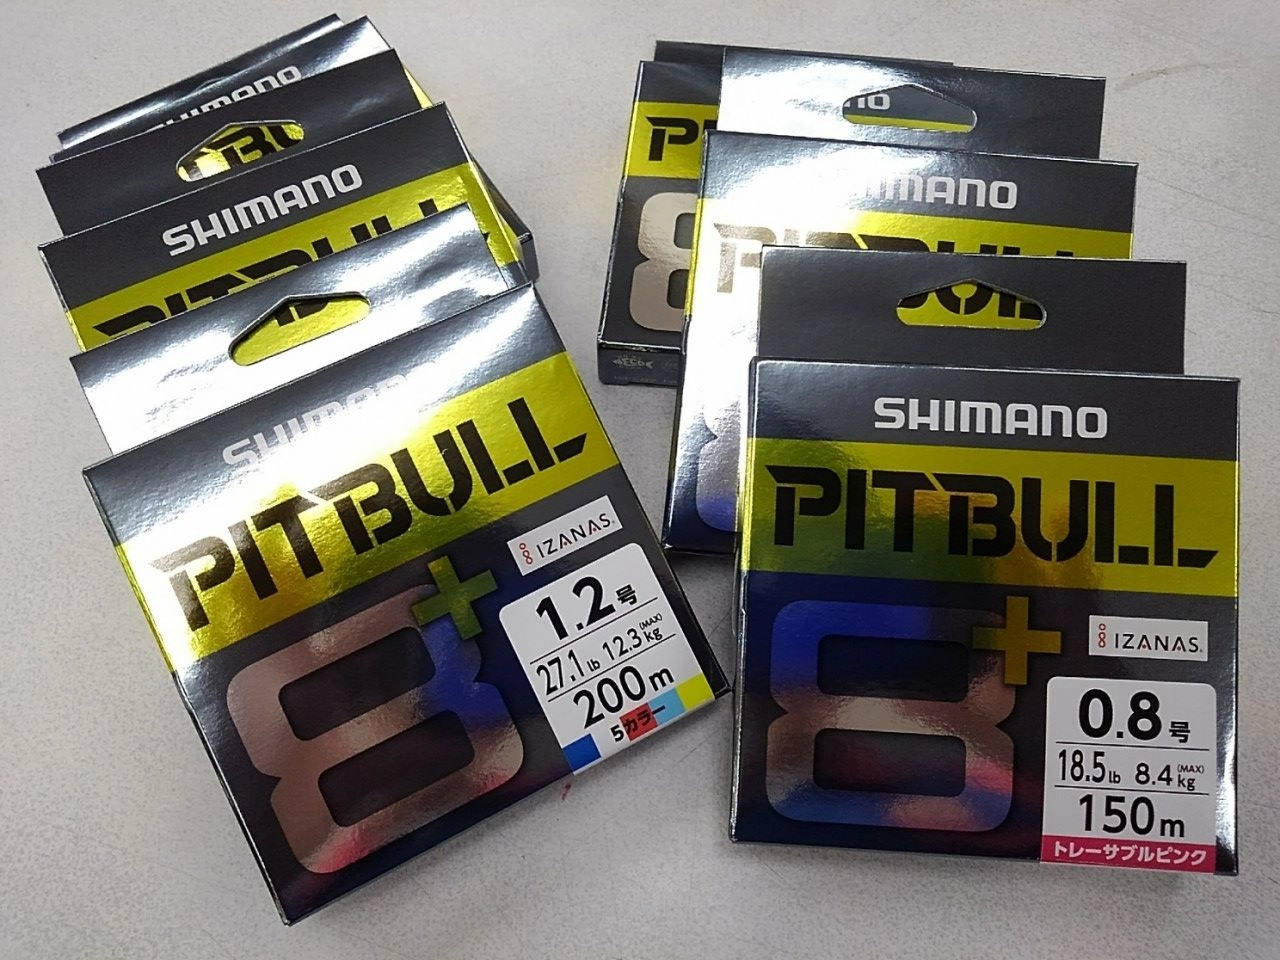 SHIMANO
SHIMANO
SHIMANO
PITBULL
8+
IZANAS
1.2号
27.1lb 12.3kg (MAX)
200m
5カラー
SHIMANO
PITBULL
SHIMANO
PITBULL
8+
IZANAS
0.8号
18.5lb 8.4kg (MAX)
150m
トレーサブルピンク